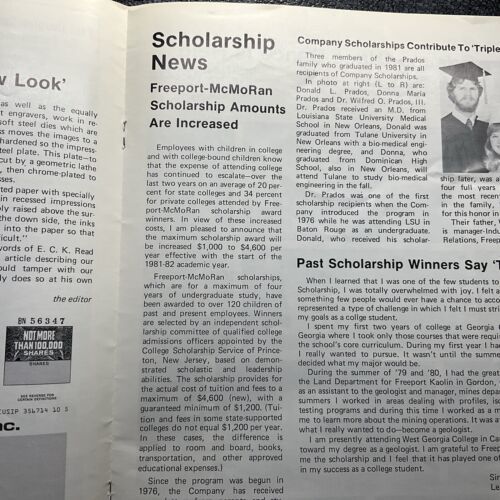 w Look'
as well as the equally
t engravers, work in re-
soft steel dies which are
s moves the images to a
hardened so the impres-
teel plate. This plate—to
cut by a geometric lathe
, then chrome-plated to
sses.
ted paper with specially
in recessed impressions
ly raised above the sur-
the down side, the inks
into the paper so that
icult."
words of E. C. K. Read
article describing our
uld tamper with our
ly does so at his own
the editor
BN 56347
NOT MORE
THAN 100,000
SHARES
SHARES
CUSIP 356714 10 5
nc.
Scholarship
News
Freeport-McMoRan
Scholarship Amounts
Are Increased
Employees with children in college
and with college-bound children know
that the expense of attending college
has continued to escalate—over the
last two years on an average of 20 per-
cent for state colleges and 34 percent
for private colleges attended by Free-
port-McMoRan scholarship award
winners. In view of these increased
costs, I am pleased to announce that
the maximum scholarship award will
be increased $1,000 to $4,600 per
year effective with the start of the
1981-82 academic year.
Freeport-McMoRan scholarships,
which are for a maximum of four
years of undergraduate study, have
been awarded to over 120 children of
past and present employees. Winners
are selected by an independent schol-
arship committee of qualified college
admissions officers appointed by the
College Scholarship Service of Prince-
ton, New Jersey, based on demon-
strated scholastic and leadership
abilities. The scholarship provides for
the actual cost of tuition and fees to a
maximum of $4,600 (new), with a
guaranteed minimum of $1,200. (Tui-
tion and fees in some state-supported
colleges do not equal $1,200 per year.
In these cases, the difference is
applied to room and board, books,
transportation, and other approved
educational expenses.)
Since the program was begun in
1976, the Company has received
Company Scholarships Contribute To 'Triple
Three members of the Prados
family who graduated in 1981 are all
recipients of Company Scholarships.
In photo at right (L to R) are:
Donald L. Prados, Donna Maria
Prados and Dr. Wilfred O. Prados, III.
Dr. Prados received an M.D. from
Louisiana State University Medical
School in New Orleans, Donald was
graduated from Tulane University in
New Orleans with a bio-medical engi-
neering degree, and Donna, who
graduated from Dominican High
School, also in New Orleans, will
attend Tulane to study bio-medical
engineering in the fall.
Dr. Prados was one of the first
scholarship recipients when the Com-
pany introduced the program in
1976 while he was attending LSU in
Baton Rouge as an undergraduate.
Donald, who received his scholar-
ship later, was a
four full years
the most recen
in the family,
for this honor in
Their father,
is manager-Indu
Relations, Freep
Past Scholarship Winners Say 'T
When I learned that I was one of the few students to
Scholarship, I was totally overwhelmed with joy. I felt a
something few people would ever have a chance to acco
represented a type of challenge in which I felt I must stri
my goals as a collge student.
I spent my first two years of college at Georgia
Georgia where I took only those courses that were requi
the school's core curriculum. During my first year I ha
I really wanted to pursue. It wasn't until the summe
decided what my major would be.
During the summer of '79 and '80, I had the great
the Land Department for Freeport Kaolin in Gordon,
as an assistant to the geologist and manager, mines depa
summers I worked in areas dealing with profiles, is
testing programs and during this time I worked as a m
me to learn more about the mining operations. It was a
what I really wanted to do—become a geologist.
I am presently attending West Georgia College in Ca
toward my degree as a geologist. I am grateful to Freep
me the scholarship and I feel that it has played one of
in my success as a college student.
Si
Le